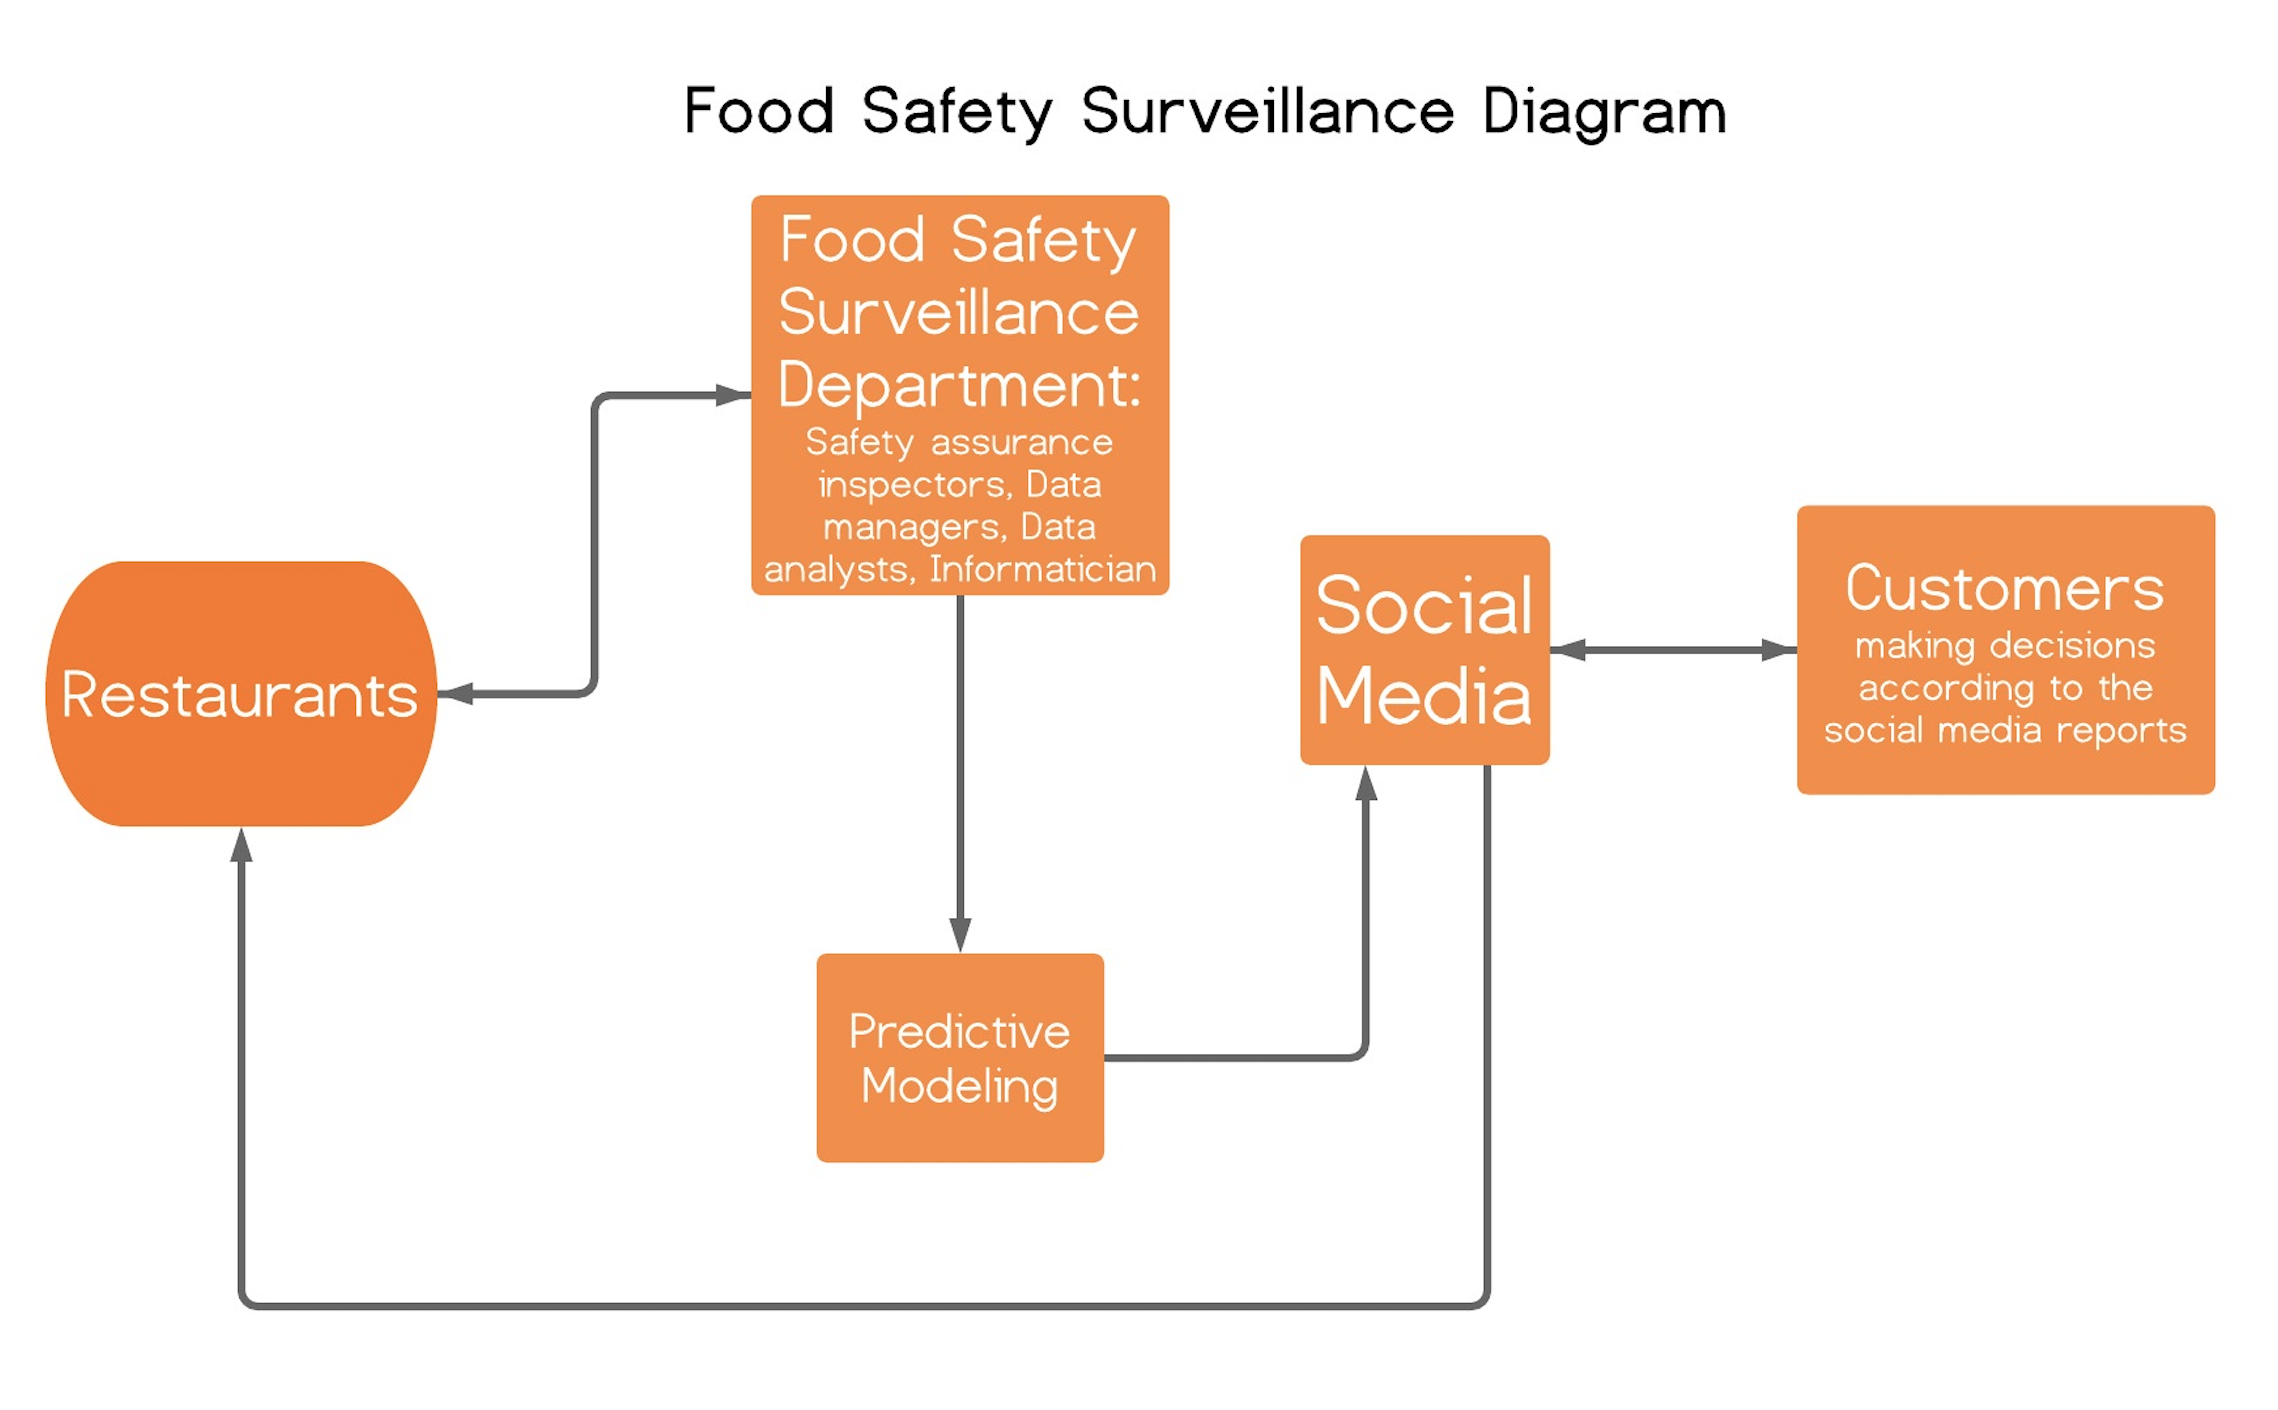 Food Safety Surveillance Diagram
Food Safety
Surveillance
Department:
Safety assurance
inspectors, Data
managers, Data
analysts, Informatician
Restaurants
Social
Media
Customers
making decisions
according to the
social media reports
Predictive
Modeling